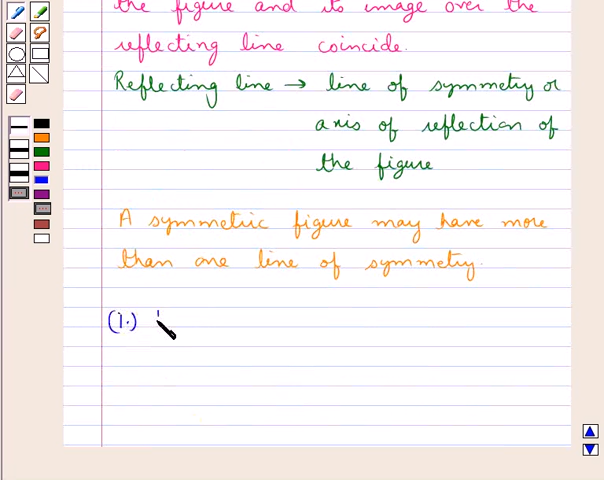 the figure and its image over the
reflecting line coincide.
Reflecting line → line of symmetry or
axis of reflection of
the figure
A symmetric figure may have more
than one line of symmetry.
(1.)